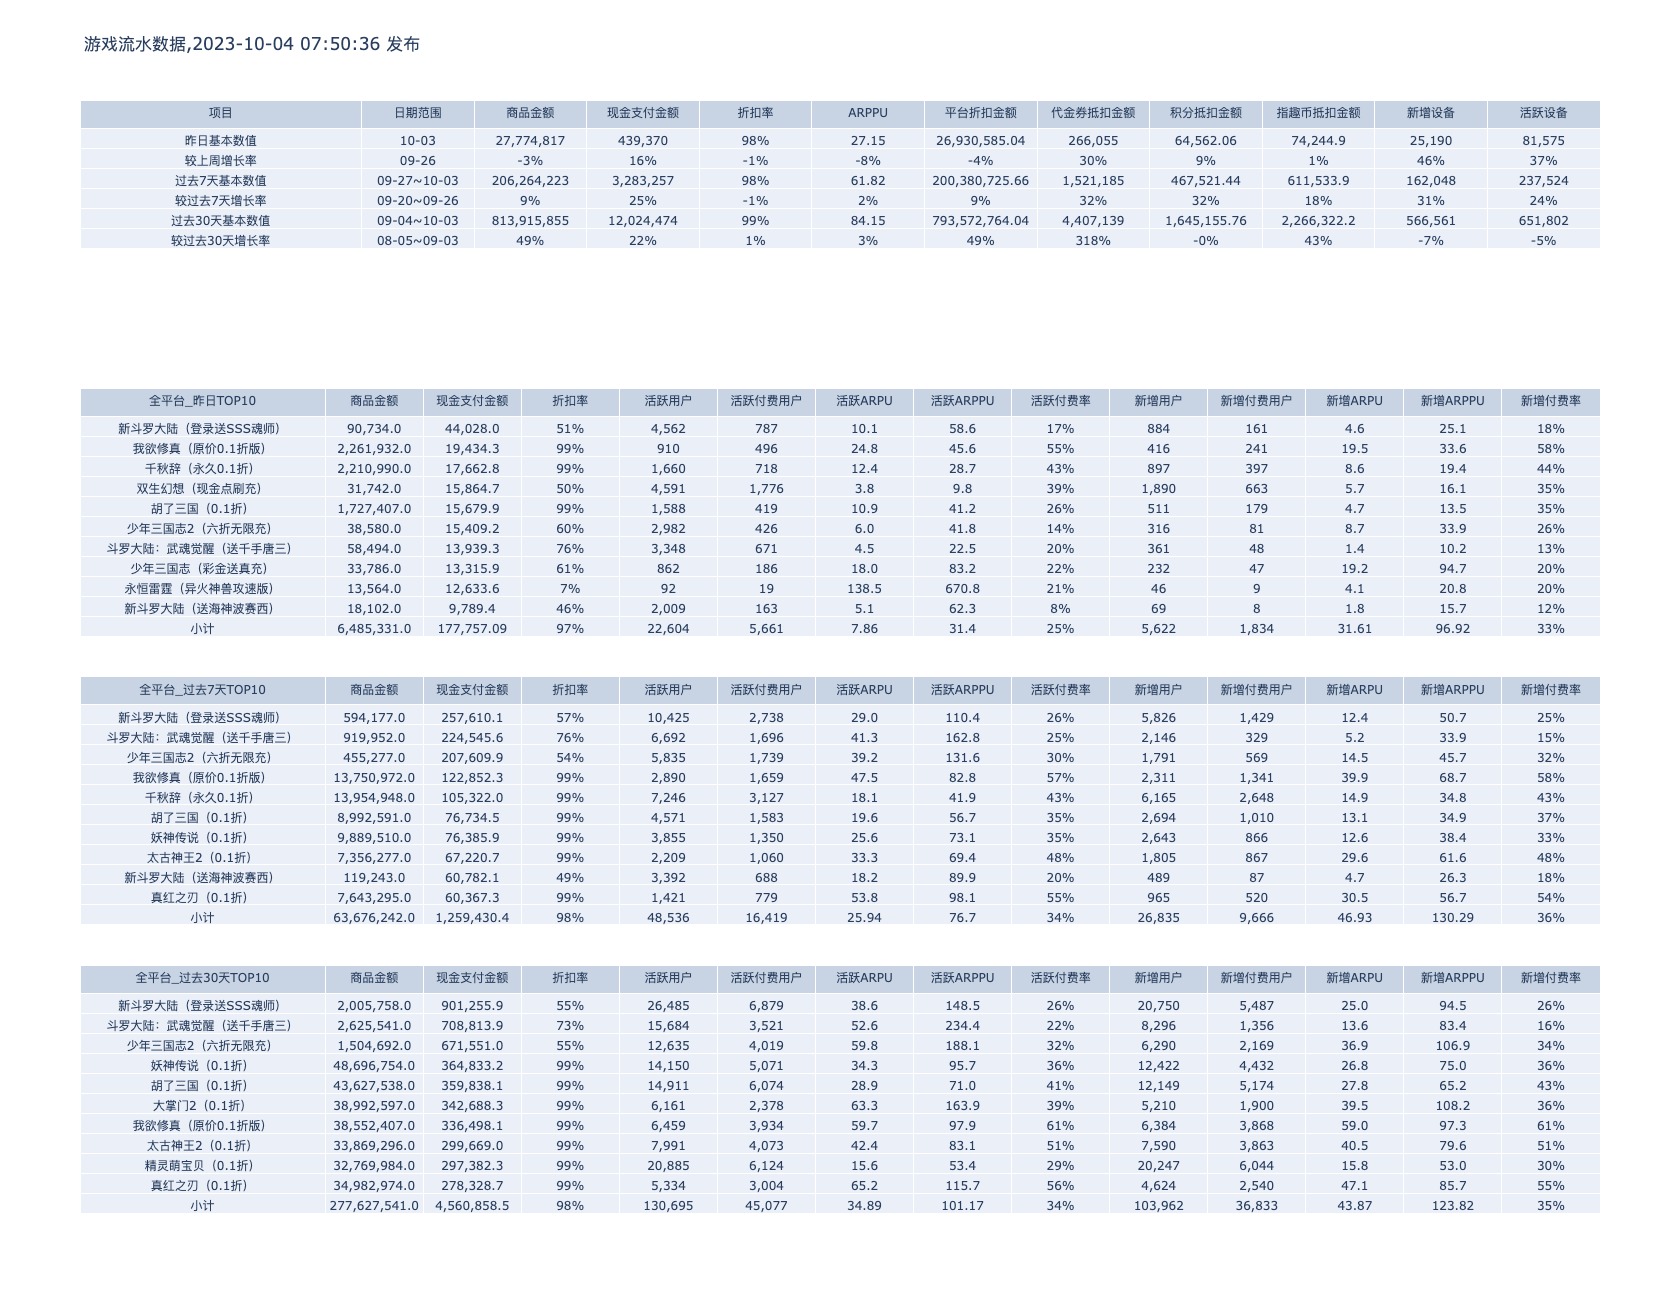 游戏流水数据,2023-10-04 07:50:36 发布
项目 日期范围 商品金额 现金支付金额 折扣率 ARPPU 平台折扣金额 代金券抵扣金额 积分抵扣金额 指趣币抵扣金额 新增设备 活跃设备
昨日基本数值 10-03 27,774,817 439,370 98% 27.15 26,930,585.04 266,055 64,562.06 74,244.9 25,190 81,575
较上周增长率 09-26 -3% 16% -1% -8% -4% 30% 9% 1% 46% 37%
过去7天基本数值 09-27~10-03 206,264,223 3,283,257 98% 61.82 200,380,725.66 1,521,185 467,521.44 611,533.9 162,048 237,524
较过去7天增长率 09-20~09-26 9% 25% -1% 2% 9% 32% 32% 18% 31% 24%
过去30天基本数值 09-04~10-03 813,915,855 12,024,474 99% 84.15 793,572,764.04 4,407,139 1,645,155.76 2,266,322.2 566,561 651,802
较过去30天增长率 08-05~09-03 49% 22% 1% 3% 49% 318% -0% 43% -7% -5%
全平台_昨日TOP10 商品金额 现金支付金额 折扣率 活跃用户 活跃付费用户 活跃ARPU 活跃ARPPU 活跃付费率 新增用户 新增付费用户 新增ARPU 新增ARPPU 新增付费率
新斗罗大陆（登录送SSS魂师） 90,734.0 44,028.0 51% 4,562 787 10.1 58.6 17% 884 161 4.6 25.1 18%
我欲修真（原价0.1折版） 2,261,932.0 19,434.3 99% 910 496 24.8 45.6 55% 416 241 19.5 33.6 58%
千秋辞（永久0.1折） 2,210,990.0 17,662.8 99% 1,660 718 12.4 28.7 43% 897 397 8.6 19.4 44%
双生幻想（现金点刷充） 31,742.0 15,864.7 50% 4,591 1,776 3.8 9.8 39% 1,890 663 5.7 16.1 35%
胡了三国（0.1折） 1,727,407.0 15,679.9 99% 1,588 419 10.9 41.2 26% 511 179 4.7 13.5 35%
少年三国志2（六折无限充） 38,580.0 15,409.2 60% 2,982 426 6.0 41.8 14% 316 81 8.7 33.9 26%
斗罗大陆：武魂觉醒（送千手唐三） 58,494.0 13,939.3 76% 3,348 671 4.5 22.5 20% 361 48 1.4 10.2 13%
少年三国志（彩金送真充） 33,786.0 13,315.9 61% 862 186 18.0 83.2 22% 232 47 19.2 94.7 20%
永恒雷霆（异火神兽攻速版） 13,564.0 12,633.6 7% 92 19 138.5 670.8 21% 46 9 4.1 20.8 20%
新斗罗大陆（送海神波赛西） 18,102.0 9,789.4 46% 2,009 163 5.1 62.3 8% 69 8 1.8 15.7 12%
小计 6,485,331.0 177,757.09 97% 22,604 5,661 7.86 31.4 25% 5,622 1,834 31.61 96.92 33%
全平台_过去7天TOP10 商品金额 现金支付金额 折扣率 活跃用户 活跃付费用户 活跃ARPU 活跃ARPPU 活跃付费率 新增用户 新增付费用户 新增ARPU 新增ARPPU 新增付费率
新斗罗大陆（登录送SSS魂师） 594,177.0 257,610.1 57% 10,425 2,738 29.0 110.4 26% 5,826 1,429 12.4 50.7 25%
斗罗大陆：武魂觉醒（送千手唐三） 919,952.0 224,545.6 76% 6,692 1,696 41.3 162.8 25% 2,146 329 5.2 33.9 15%
少年三国志2（六折无限充） 455,277.0 207,609.9 54% 5,835 1,739 39.2 131.6 30% 1,791 569 14.5 45.7 32%
我欲修真（原价0.1折版） 13,750,972.0 122,852.3 99% 2,890 1,659 47.5 82.8 57% 2,311 1,341 39.9 68.7 58%
千秋辞（永久0.1折） 13,954,948.0 105,322.0 99% 7,246 3,127 18.1 41.9 43% 6,165 2,648 14.9 34.8 43%
胡了三国（0.1折） 8,992,591.0 76,734.5 99% 4,571 1,583 19.6 56.7 35% 2,694 1,010 13.1 34.9 37%
妖神传说（0.1折） 9,889,510.0 76,385.9 99% 3,855 1,350 25.6 73.1 35% 2,643 866 12.6 38.4 33%
太古神王2（0.1折） 7,356,277.0 67,220.7 99% 2,209 1,060 33.3 69.4 48% 1,805 867 29.6 61.6 48%
新斗罗大陆（送海神波赛西） 119,243.0 60,782.1 49% 3,392 688 18.2 89.9 20% 489 87 4.7 26.3 18%
真红之刃（0.1折） 7,643,295.0 60,367.3 99% 1,421 779 53.8 98.1 55% 965 520 30.5 56.7 54%
小计 63,676,242.0 1,259,430.4 98% 48,536 16,419 25.94 76.7 34% 26,835 9,666 46.93 130.29 36%
全平台_过去30天TOP10 商品金额 现金支付金额 折扣率 活跃用户 活跃付费用户 活跃ARPU 活跃ARPPU 活跃付费率 新增用户 新增付费用户 新增ARPU 新增ARPPU 新增付费率
新斗罗大陆（登录送SSS魂师） 2,005,758.0 901,255.9 55% 26,485 6,879 38.6 148.5 26% 20,750 5,487 25.0 94.5 26%
斗罗大陆：武魂觉醒（送千手唐三） 2,625,541.0 708,813.9 73% 15,684 3,521 52.6 234.4 22% 8,296 1,356 13.6 83.4 16%
少年三国志2（六折无限充） 1,504,692.0 671,551.0 55% 12,635 4,019 59.8 188.1 32% 6,290 2,169 36.9 106.9 34%
妖神传说（0.1折） 48,696,754.0 364,833.2 99% 14,150 5,071 34.3 95.7 36% 12,422 4,432 26.8 75.0 36%
胡了三国（0.1折） 43,627,538.0 359,838.1 99% 14,911 6,074 28.9 71.0 41% 12,149 5,174 27.8 65.2 43%
大掌门2（0.1折） 38,992,597.0 342,688.3 99% 6,161 2,378 63.3 163.9 39% 5,210 1,900 39.5 108.2 36%
我欲修真（原价0.1折版） 38,552,407.0 336,498.1 99% 6,459 3,934 59.7 97.9 61% 6,384 3,868 59.0 97.3 61%
太古神王2（0.1折） 33,869,296.0 299,669.0 99% 7,991 4,073 42.4 83.1 51% 7,590 3,863 40.5 79.6 51%
精灵萌宝贝（0.1折） 32,769,984.0 297,382.3 99% 20,885 6,124 15.6 53.4 29% 20,247 6,044 15.8 53.0 30%
真红之刃（0.1折） 34,982,974.0 278,328.7 99% 5,334 3,004 65.2 115.7 56% 4,624 2,540 47.1 85.7 55%
小计 277,627,541.0 4,560,858.5 98% 130,695 45,077 34.89 101.17 34% 103,962 36,833 43.87 123.82 35%